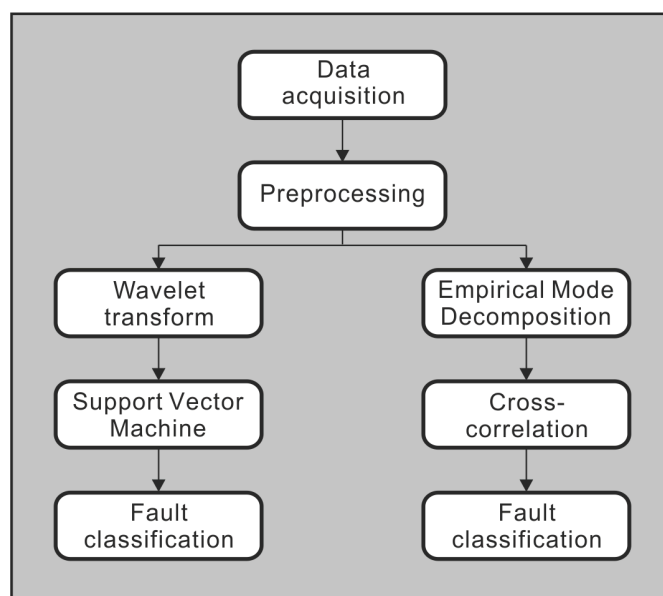 Data
acquisition
Preprocessing
Wavelet
transform
Empirical Mode
Decomposition
Support Vector
Machine
Cross-
correlation
Fault
classification
Fault
classification